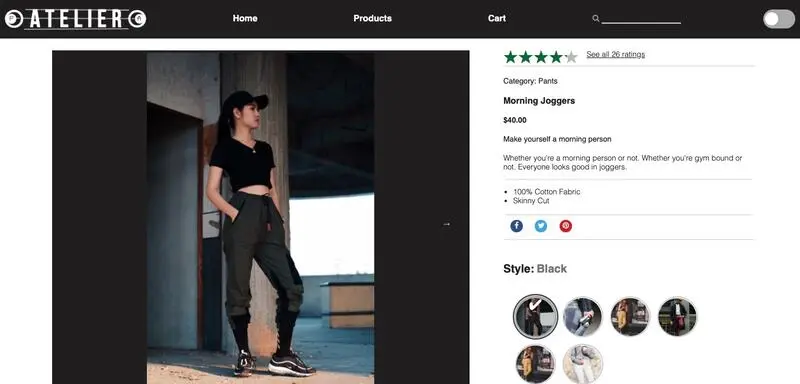 ATELIER
Home
Products
Cart
See all 26 ratings
Category: Pants
Morning Joggers
$40.00
Make yourself a morning person
Whether you're a morning person or not. Whether you're gym bound or
not. Everyone looks good in joggers.
100% Cotton Fabric
Skinny Cut
Style: Black